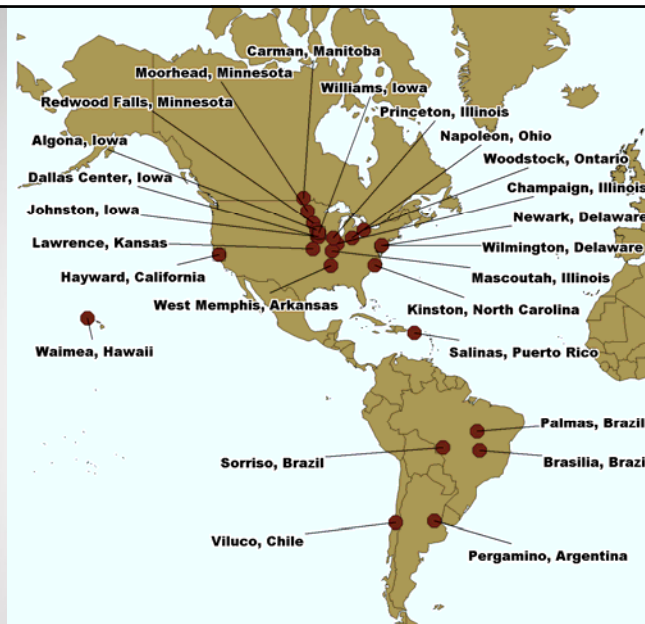 Carman, Manitoba
Moorhead, Minnesota
Williams, Iowa
Redwood Falls, Minnesota
Princeton, Illinois
Napoleon, Ohio
Algona, Iowa
Woodstock, Ontario
Dallas Center, Iowa
Champaign, Illinois
Johnston, Iowa
Newark, Delaware
Lawrence, Kansas
Wilmington, Delaware
Hayward, California
Mascoutah, Illinois
West Memphis, Arkansas
Kinston, North Carolina
Waimea, Hawaii
Salinas, Puerto Rico
Palmas, Brazil
Sorriso, Brazil
Brasilia, Brazi
Viluco, Chile
Pergamino, Argentina